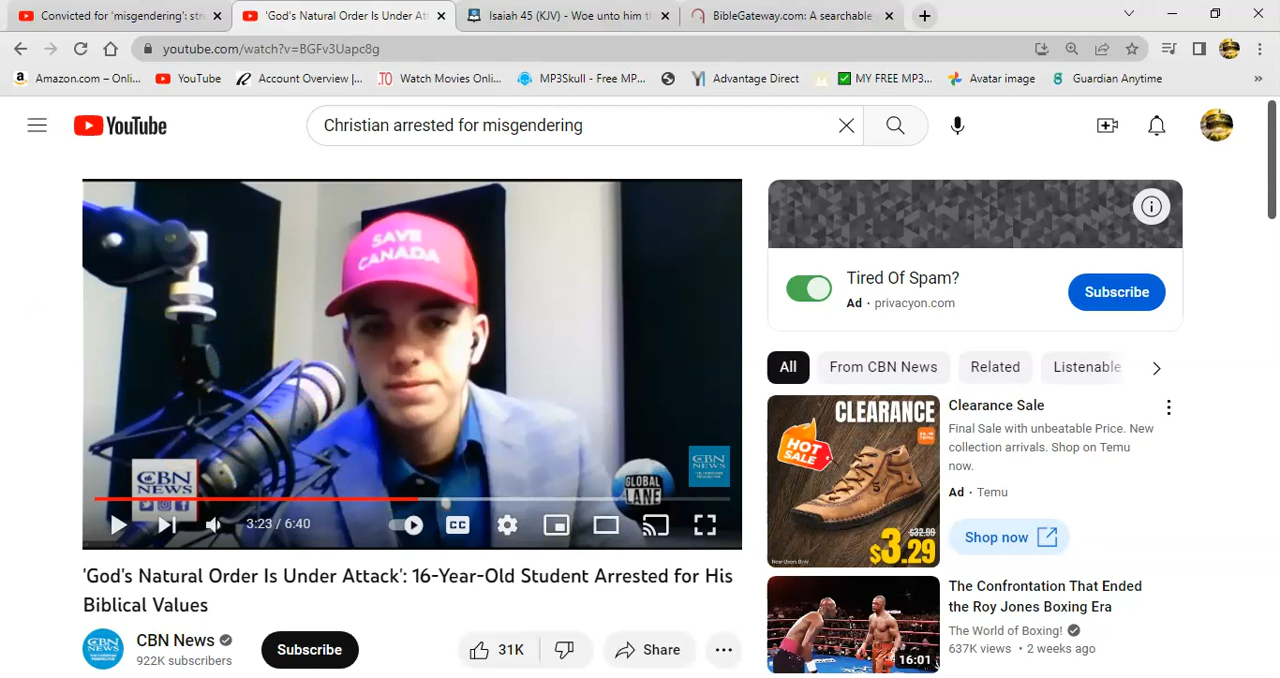 Convicted for 'misgendering': str
'God's Natural Order Is Under Att
Isaiah 45 (KJV) - Woe unto him th
BibleGateway.com: A searchable
youtube.com/watch?v=BGFv3Uapc8g
Amazon.com – Onli...
YouTube
Account Overview |...
.TO
Watch Movies Onli...
MP3Skull - Free MP...
Advantage Direct
MY FREE MP3...
Avatar image
Guardian Anytime
YouTube
Christian arrested for misgendering
SAVE
CANADA
CBN
NEWS
GLOBAL
LANE
CBN
NEWS
3:23 / 6:40
CC
'God's Natural Order Is Under Attack': 16-Year-Old Student Arrested for His
Biblical Values
CBN
NEWS
CBN News
922K subscribers
Subscribe
31K
Share
Tired Of Spam?
Ad · privacyon.com
Subscribe
All
From CBN News
Related
Listenable
CLEARANCE
HOT
SALE
$32.99
$3.29
New Users Only
Clearance Sale
Final Sale with unbeatable Price. New
collection arrivals. Shop on Temu
now.
Ad · Temu
Shop now
16:01
The Confrontation That Ended
the Roy Jones Boxing Era
The World of Boxing!
637K views · 2 weeks ago